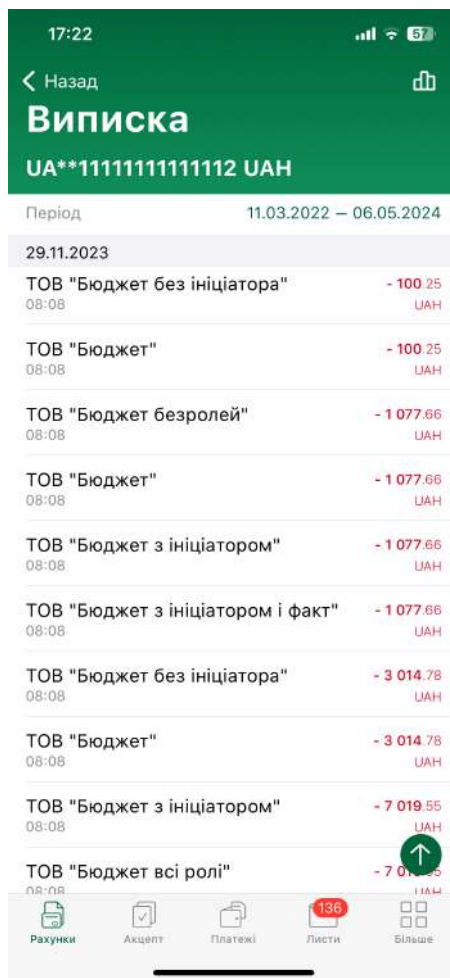 17:22
57
Назад
Виписка
UA**11111111111112 UAH
Період 11.03.2022 – 06.05.2024
29.11.2023
ТОВ "Бюджет без ініціатора" - 100.25
08:08 UAH
ТОВ "Бюджет" - 100.25
08:08 UAH
ТОВ "Бюджет безролей" - 1 077.66
08:08 UAH
ТОВ "Бюджет" - 1 077.66
08:08 UAH
ТОВ "Бюджет з ініціатором" - 1 077.66
08:08 UAH
ТОВ "Бюджет з ініціатором і факт" - 1 077.66
08:08 UAH
ТОВ "Бюджет без ініціатора" - 3 014.78
08:08 UAH
ТОВ "Бюджет" - 3 014.78
08:08 UAH
ТОВ "Бюджет з ініціатором" - 7 019.55
08:08 UAH
ТОВ "Бюджет всі ролі"
08:08 UAH
136
Рахунки Акцепт Платежі Листи Більше